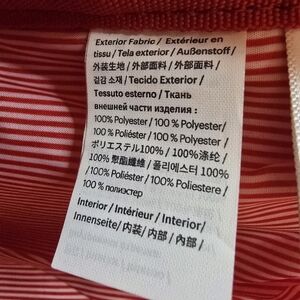 Exterior Fabric / Extérieur en
tissu / Tela exterior / Außenstoff /
外装生地 / 外部面料 / 外部面料 /
겉감 소재 / Tecido Exterior /
Tessuto esterno / Ткань
внешней части изделия :
100% Polyester / 100 % Polyester /
100% Poliéster / 100% Polyester /
ポリエステル100% / 100%涤纶 /
100% 聚酯纖維 / 폴리에스터 100%
/ 100% Poliéster / 100% Poliestere /
100 % полиэстер
Interior / Intérieur / Interior/
Innenseite/ 内装/ 内部 / 內部 /